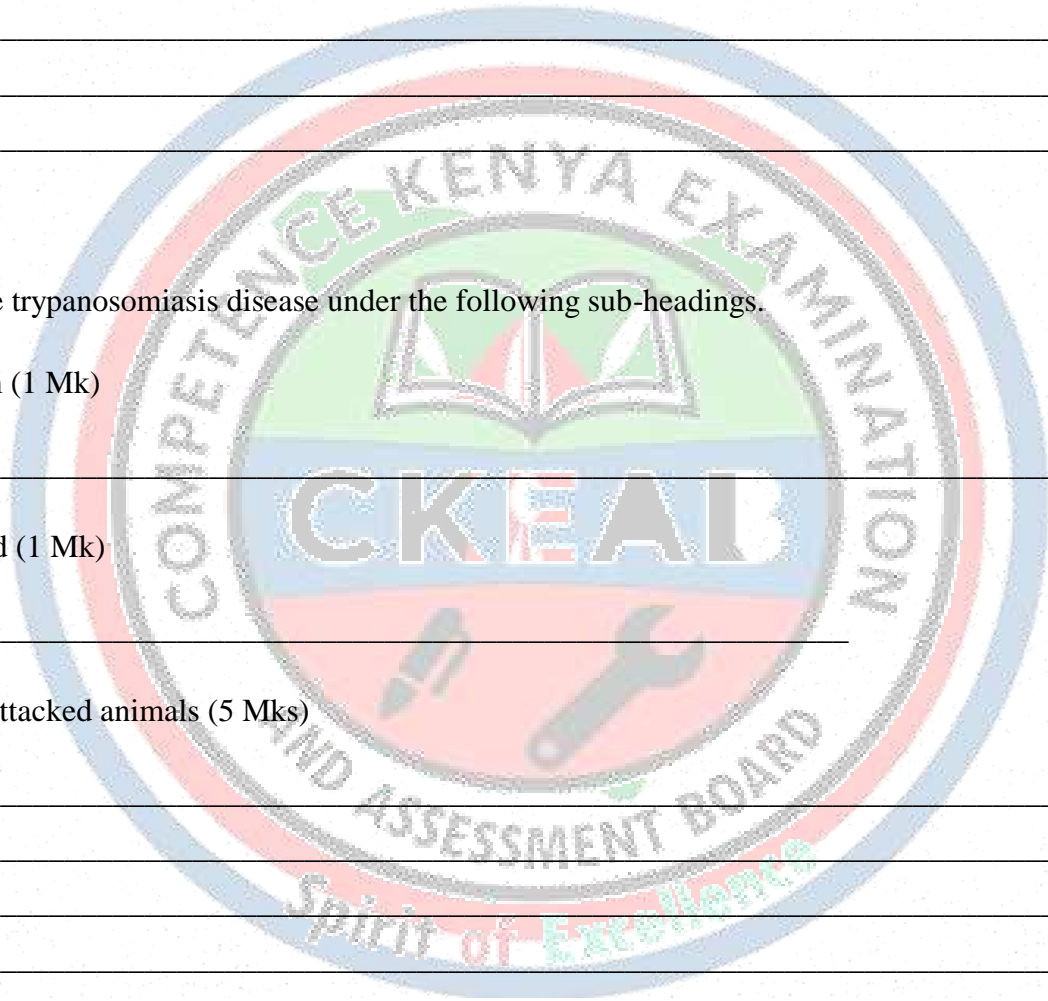 COMPETENCE KENYA EXAMINATION
e trypanosomiasis disease under the following sub-headings.
(1 Mk)
CKEAB
d (1 Mk)
ttacked animals (5 Mks)
AND ASSESSMENT BOARD
Spirit of Excellence